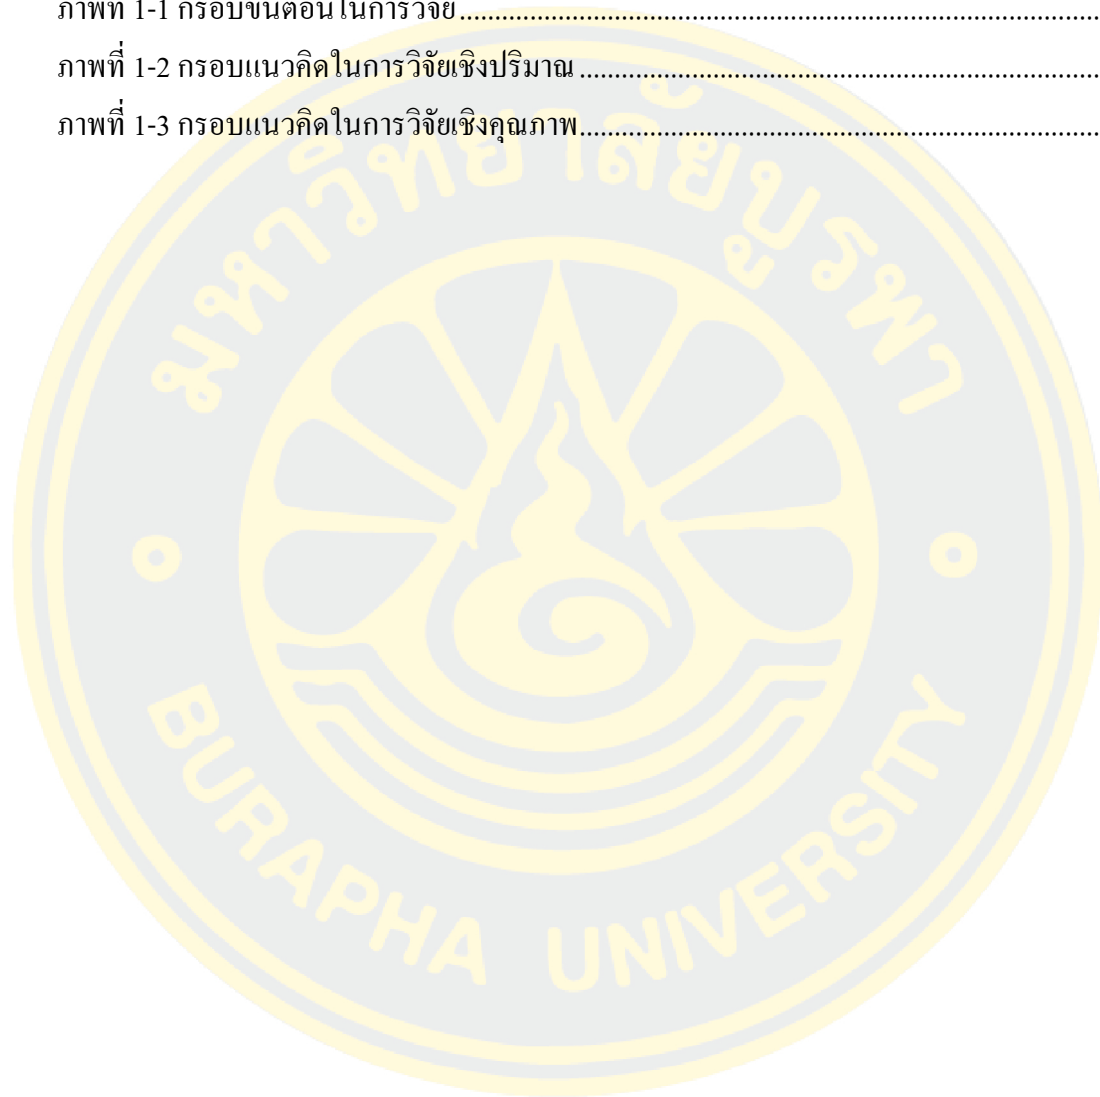 ภาพที่ 1-1 กรอบขั้นตอนในการวิจัย
ภาพที่ 1-2 กรอบแนวคิดในการวิจัยเชิงปริมาณ
ภาพที่ 1-3 กรอบแนวคิดในการวิจัยเชิงคุณภาพ
มหาวิทยาลัยบูรพา
BURAPHA UNIVERSITY